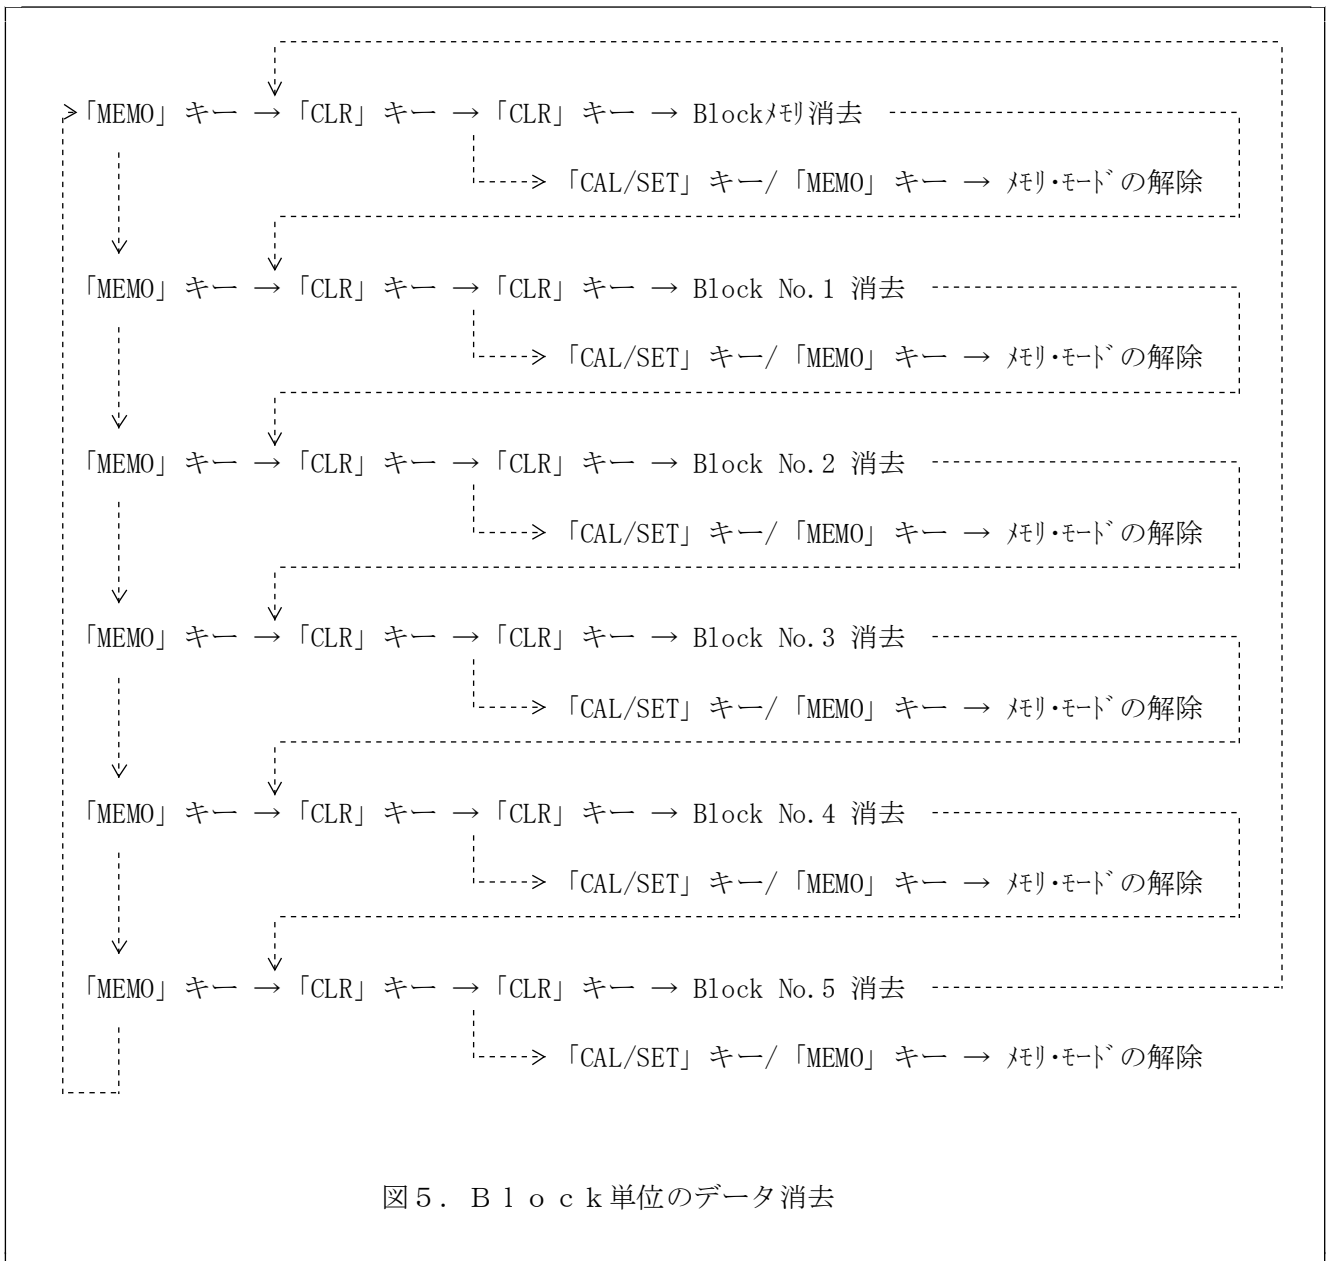 「MEMO」キー → 「CLR」キー → 「CLR」キー → Blockﾒﾓﾘ消去
「CAL/SET」キー/「MEMO」キー → ﾒﾓﾘ・ﾓｰﾄﾞの解除
「MEMO」キー → 「CLR」キー → 「CLR」キー → Block No.1 消去
「CAL/SET」キー/「MEMO」キー → ﾒﾓﾘ・ﾓｰﾄﾞの解除
「MEMO」キー → 「CLR」キー → 「CLR」キー → Block No.2 消去
「CAL/SET」キー/「MEMO」キー → ﾒﾓﾘ・ﾓｰﾄﾞの解除
「MEMO」キー → 「CLR」キー → 「CLR」キー → Block No.3 消去
「CAL/SET」キー/「MEMO」キー → ﾒﾓﾘ・ﾓｰﾄﾞの解除
「MEMO」キー → 「CLR」キー → 「CLR」キー → Block No.4 消去
「CAL/SET」キー/「MEMO」キー → ﾒﾓﾘ・ﾓｰﾄﾞの解除
「MEMO」キー → 「CLR」キー → 「CLR」キー → Block No.5 消去
「CAL/SET」キー/「MEMO」キー → ﾒﾓﾘ・ﾓｰﾄﾞの解除
図５．Ｂｌｏｃｋ単位のデータ消去